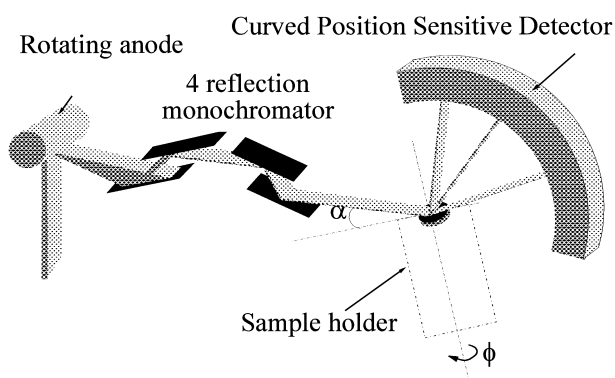 Curved Position Sensitive Detector
Rotating anode
4 reflection
monochromator
α
Sample holder
ϕ